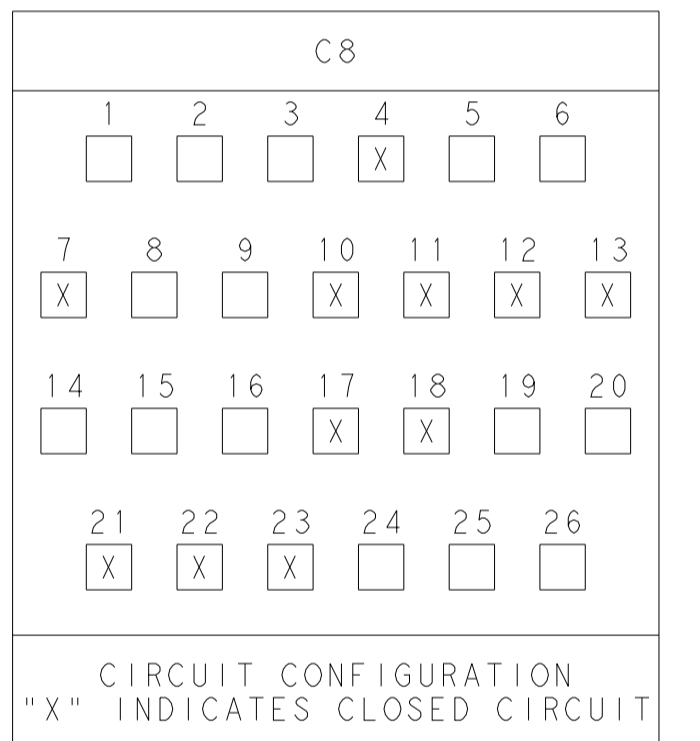 C8
1 2 3 4 5 6
X
7 8 9 10 11 12 13
X X X X X
14 15 16 17 18 19 20
X X
21 22 23 24 25 26
X X X
CIRCUIT CONFIGURATION
"X" INDICATES CLOSED CIRCUIT